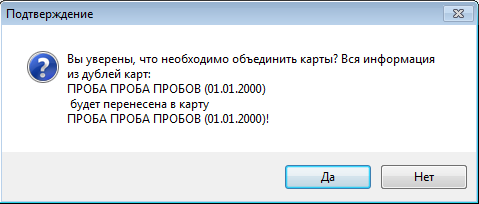 Подтверждение
Вы уверены, что необходимо объединить карты? Вся информация
из дублей карт:
ПРОБА ПРОБА ПРОБОВ (01.01.2000)
будет перенесена в карту
ПРОБА ПРОБА ПРОБОВ (01.01.2000)!
Да
Нет